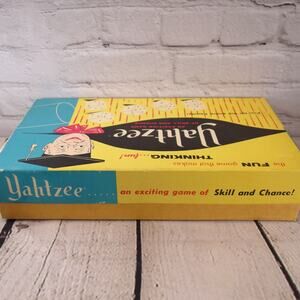 the FUN game that makes
THINKING ....fun!
Yahtzee
Yahtzee...... an exciting game of Skill and Chance!